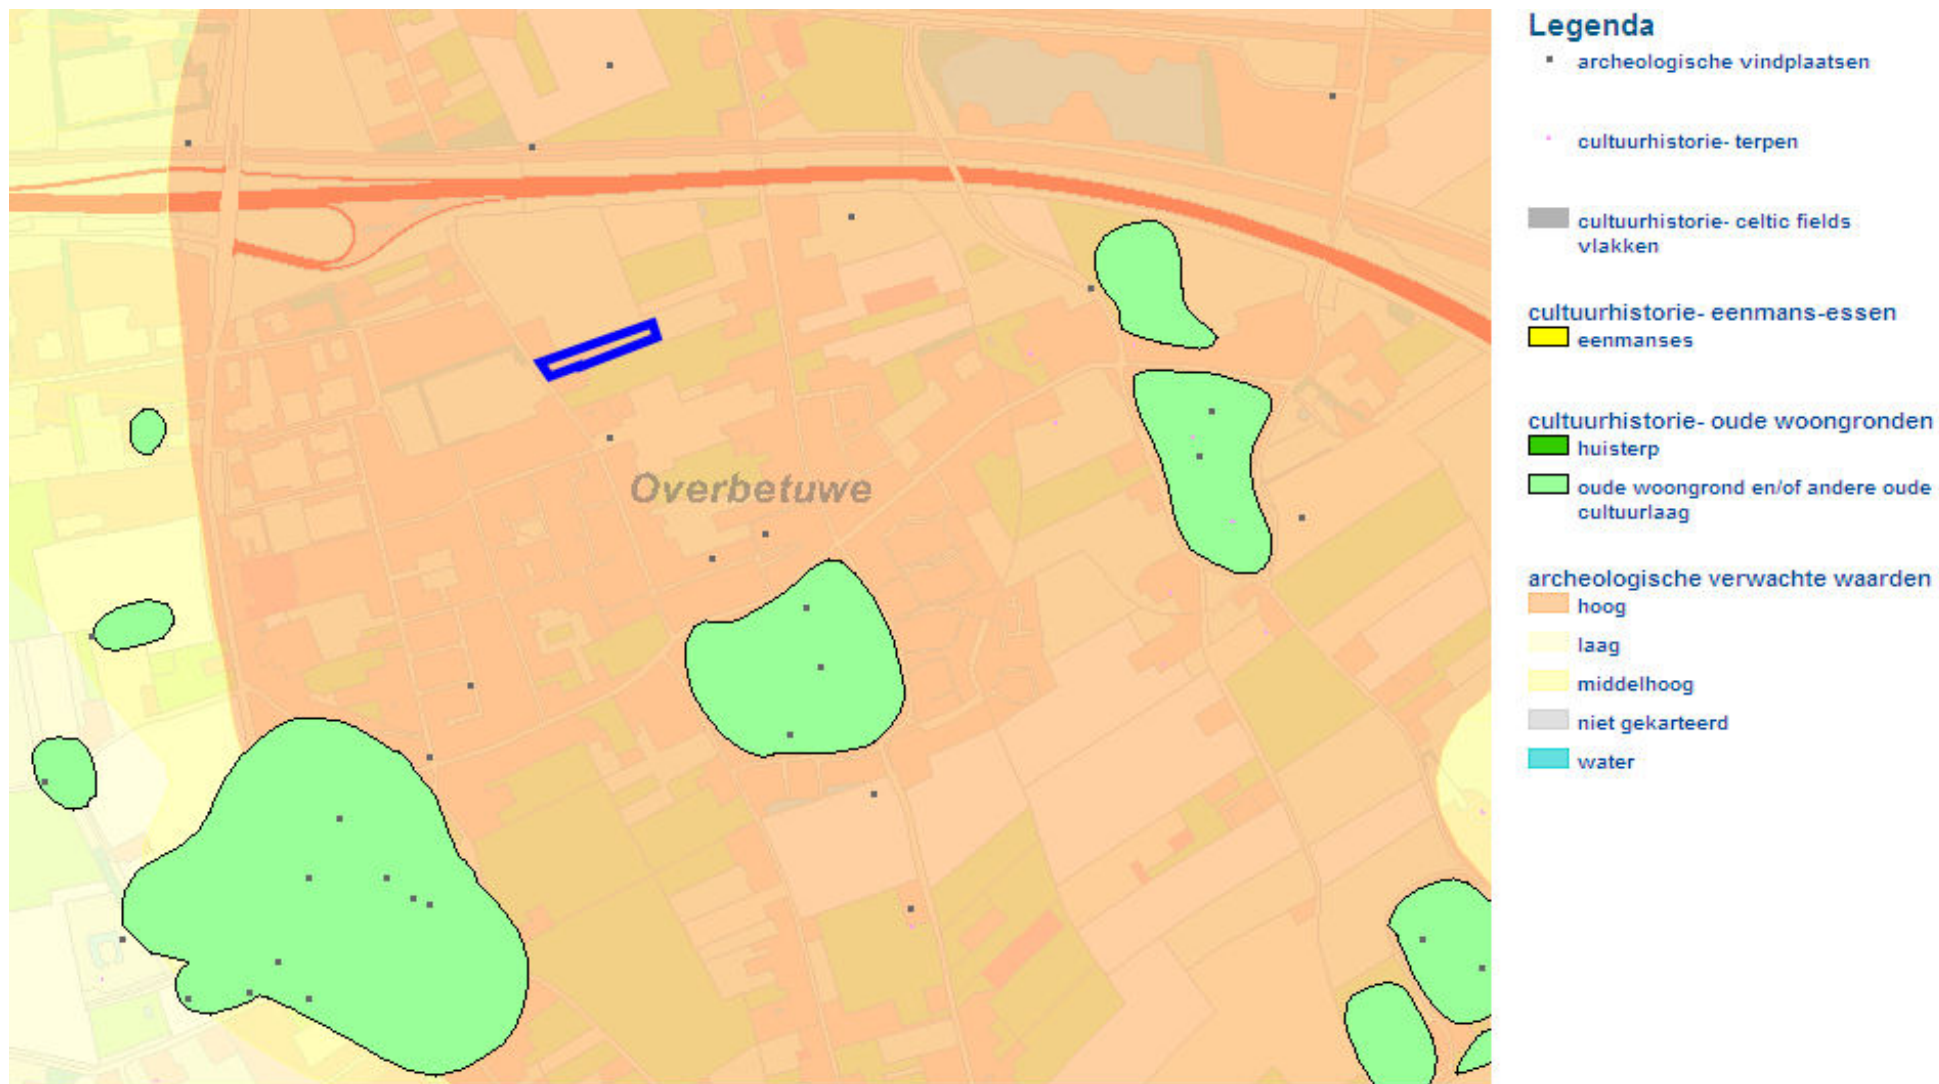 Legenda
archeologische vindplaatsen
cultuurhistorie- terpen
cultuurhistorie- celtic fields
vlakken
cultuurhistorie- eenmans-essen
eenmanses
cultuurhistorie- oude woongronden
huisterp
oude woongrond en/of andere oude
cultuurlaag
archeologische verwachte waarden
hoog
laag
middelhoog
niet gekarteerd
water
Overbetuwe